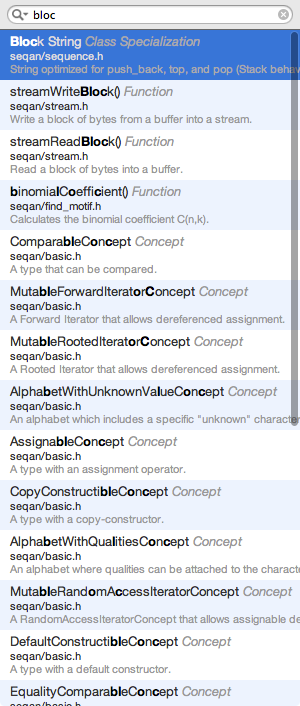 bloc
Block String Class Specialization
seqan/sequence.h
String optimized for push_back, top, and pop (Stack behav
streamWriteBlock() Function
seqan/stream.h
Write a block of bytes from a buffer into a stream.
streamReadBlock() Function
seqan/stream.h
Read a block of bytes into a buffer.
binomialCoefficient() Function
seqan/find_motif.h
Calculates the binomial coefficient C(n,k).
ComparableConcept Concept
seqan/basic.h
A type that can be compared.
MutableForwardIteratorConcept Concept
seqan/basic.h
A Forward Iterator that allows dereferenced assignment.
MutableRootedIteratorConcept Concept
seqan/basic.h
A Rooted Iterator that allows dereferenced assignment.
AlphabetWithUnknownValueConcept Concept
seqan/basic.h
An alphabet which includes a specific "unknown" characte
AssignableConcept Concept
seqan/basic.h
A type with an assignment operator.
CopyConstructibleConcept Concept
seqan/basic.h
A type with a copy-constructor.
AlphabetWithQualitiesConcept Concept
seqan/basic.h
An alphabet where qualities can be attached to the characte
MutableRandomAccessIteratorConcept Concept
seqan/basic.h
A RandomAccessIteratorConcept that allows assignable de
DefaultConstructibleConcept Concept
seqan/basic.h
A type with a default constructor.
EqualityComparableConcept Concept
seqan/basic.h